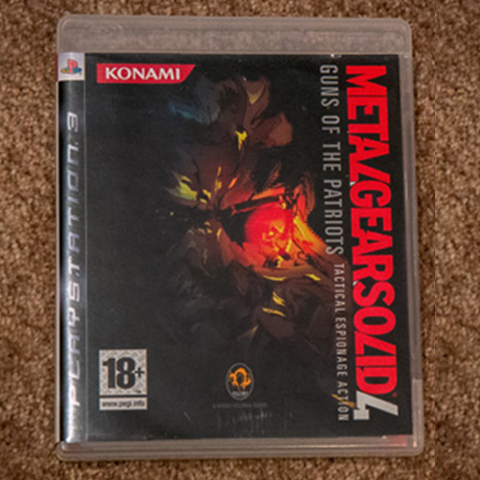 PLAYSTATION 3
KONAMI
METAL GEAR SOLID 4
GUNS OF THE PATRIOTS
TACTICAL ESPIONAGE ACTION
18+
www.pegi.info